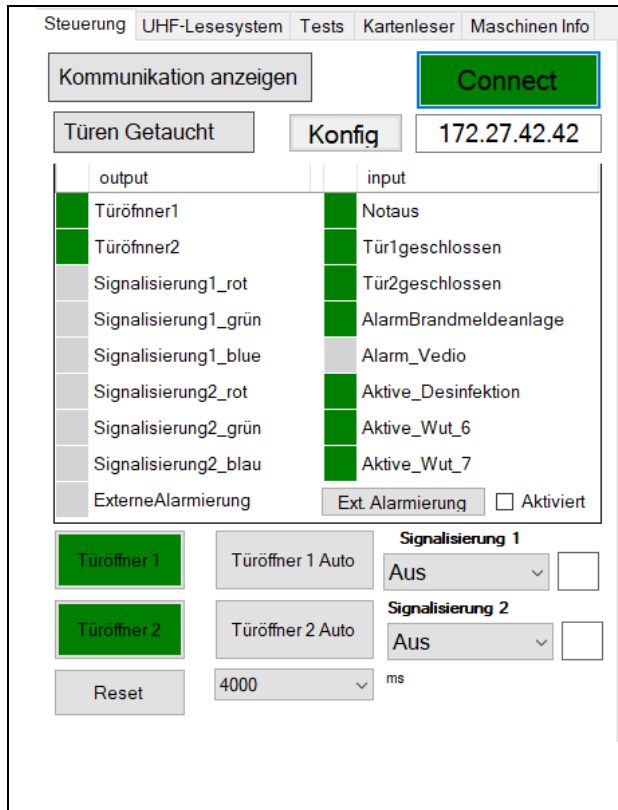 Steuerung UHF-Lesesystem Tests Kartenleser Maschinen Info
Kommunikation anzeigen Connect
Türen Getaucht Konfig 172.27.42.42
output input
Türöfnner1 Notaus
Türöfnner2 Tür1geschlossen
Signalisierung1_rot Tür2geschlossen
Signalisierung1_grün AlarmBrandmeldeanlage
Signalisierung1_blue Alarm_Vedio
Signalisierung2_rot Aktive_Desinfektion
Signalisierung2_grün Aktive_Wut_6
Signalisierung2_blau Aktive_Wut_7
ExterneAlarmierung Ext. Alarmierung Aktiviert
Signalisierung 1
Türöffner 1 Türöffner 1 Auto Aus
Signalisierung 2
Türöffner 2 Türöffner 2 Auto Aus
Reset 4000 ms